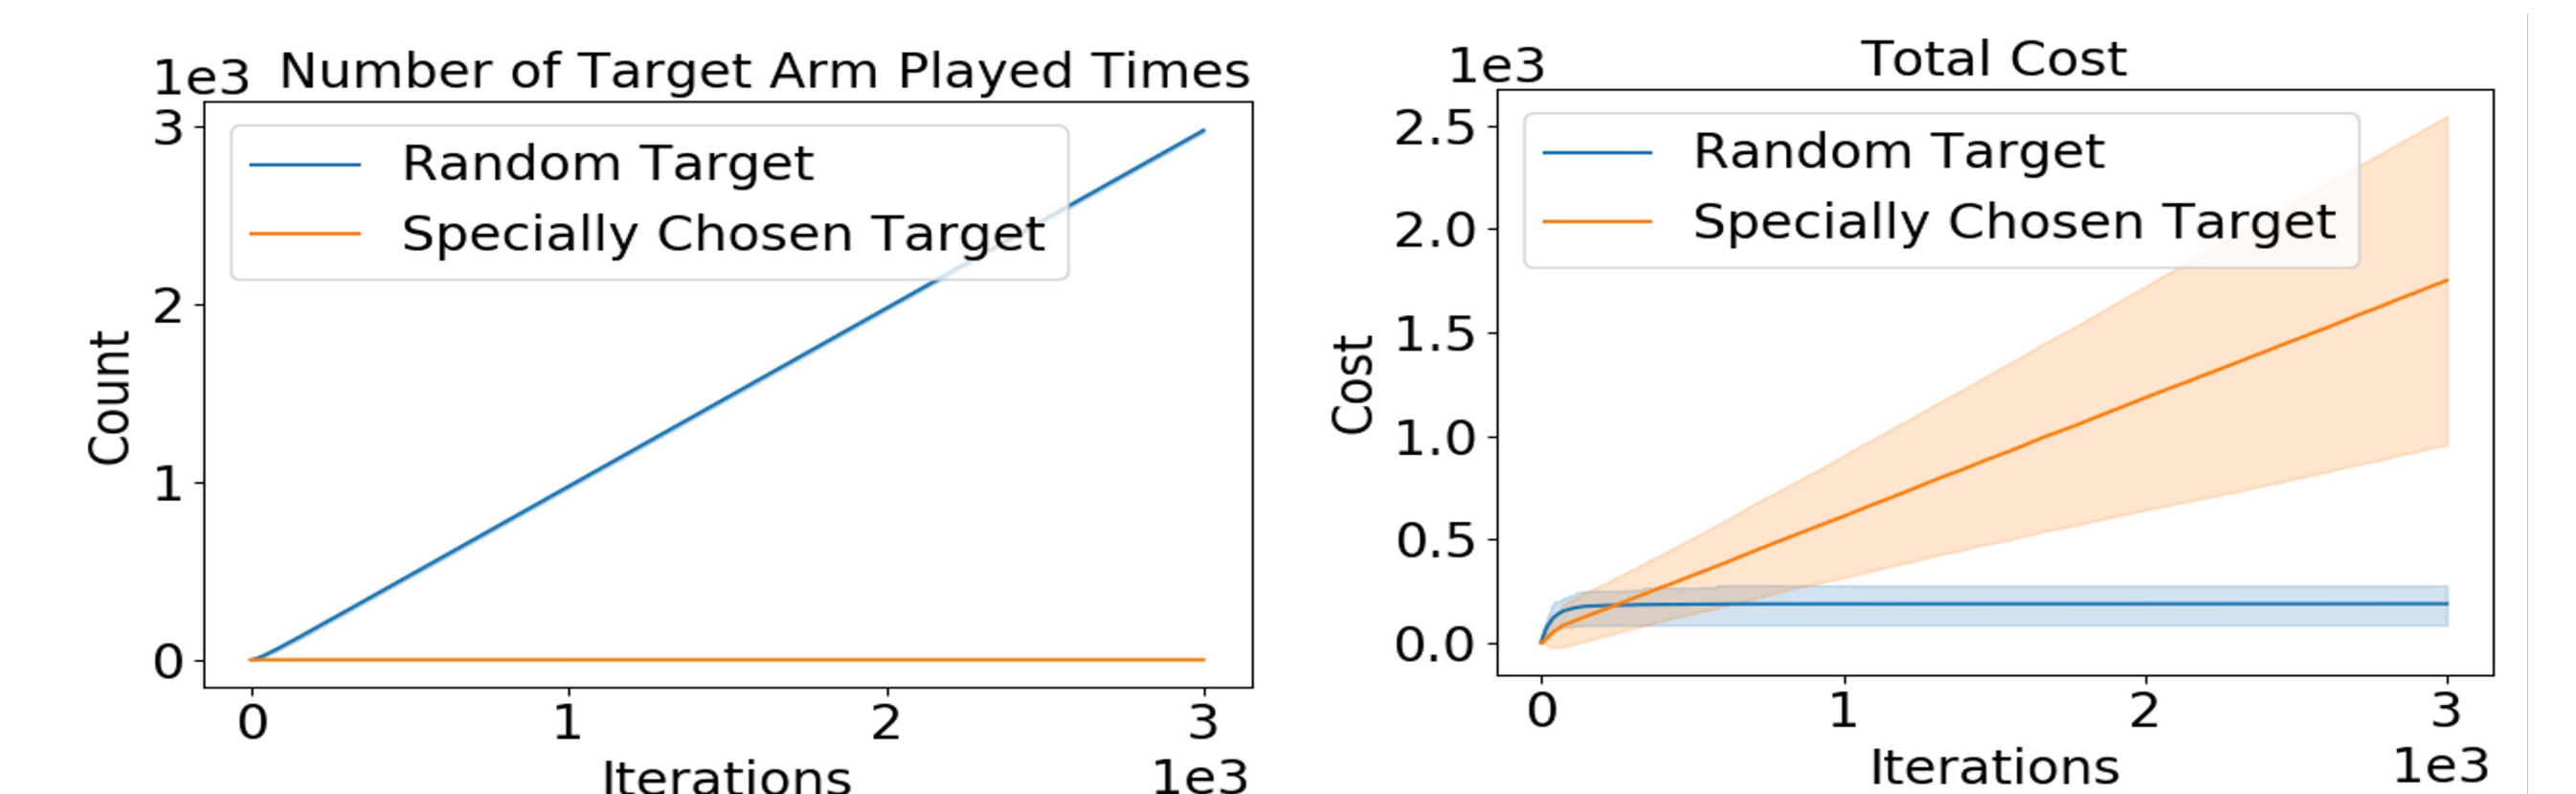 1e3 Number of Target Arm Played Times
Random Target
Specially Chosen Target
3
2
1
0
Count
0 1 2 3
Iterations 1e3
1e3 Total Cost
Random Target
Specially Chosen Target
2.5
2.0
1.5
1.0
0.5
0.0
Cost
0 1 2 3
Iterations 1e3